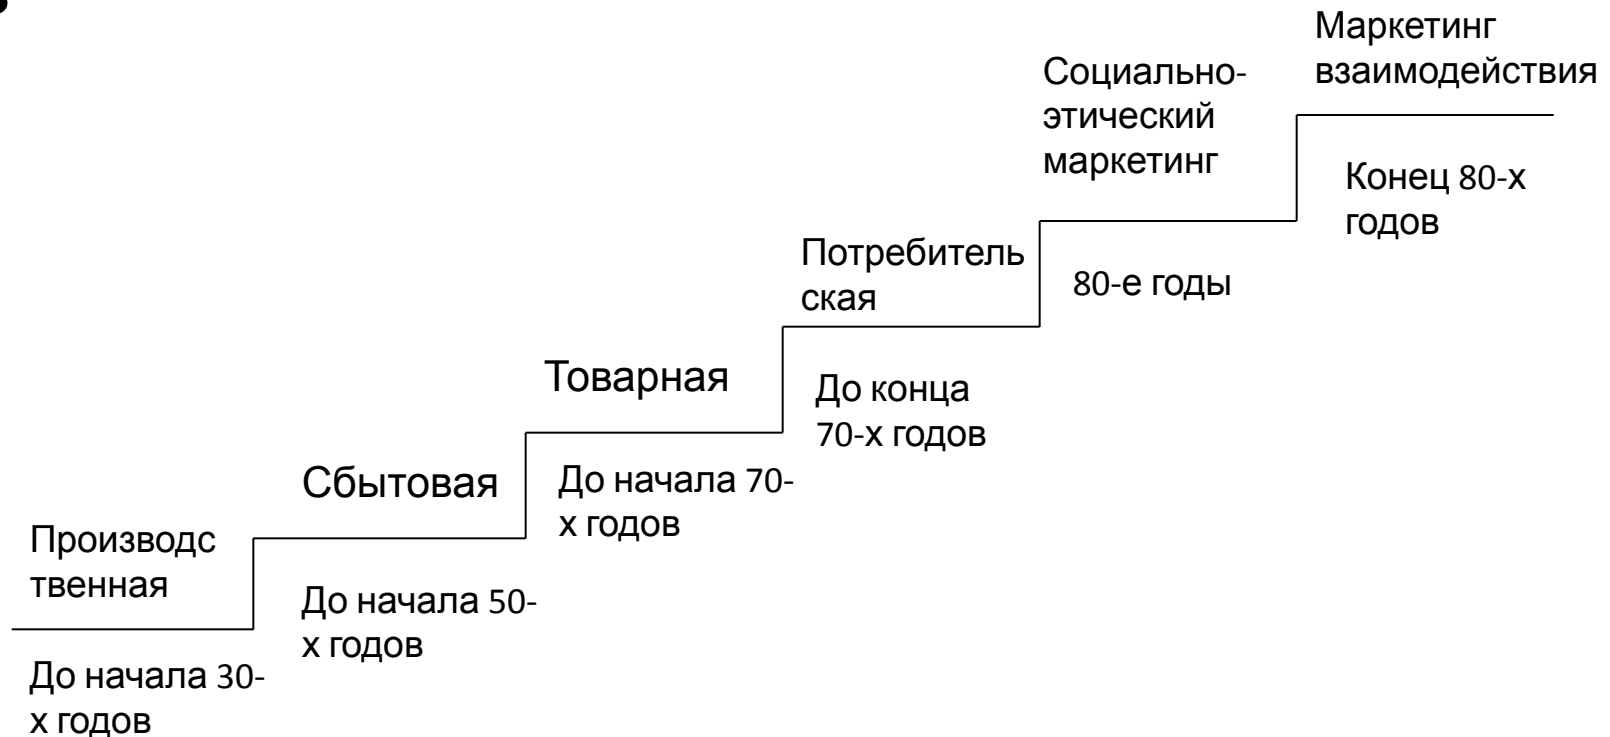 Производс
твенная
До начала 30-
х годов
Сбытовая
До начала 50-
х годов
Товарная
До начала 70-
х годов
Потребитель
ская
До конца
70-х годов
Социально-
этический
маркетинг
80-е годы
Маркетинг
взаимодействия
Конец 80-х
годов